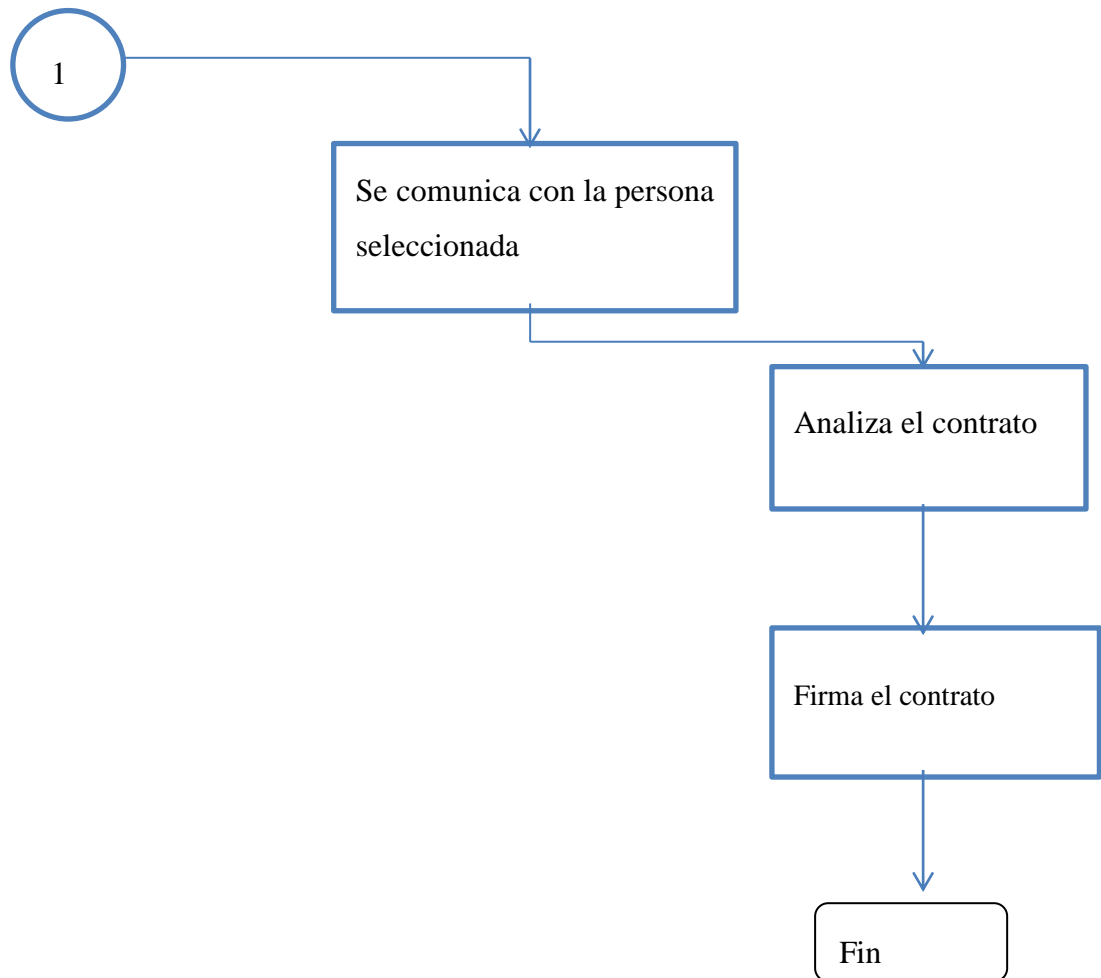 1
Se comunica con la persona
seleccionada
Analiza el contrato
Firma el contrato
Fin